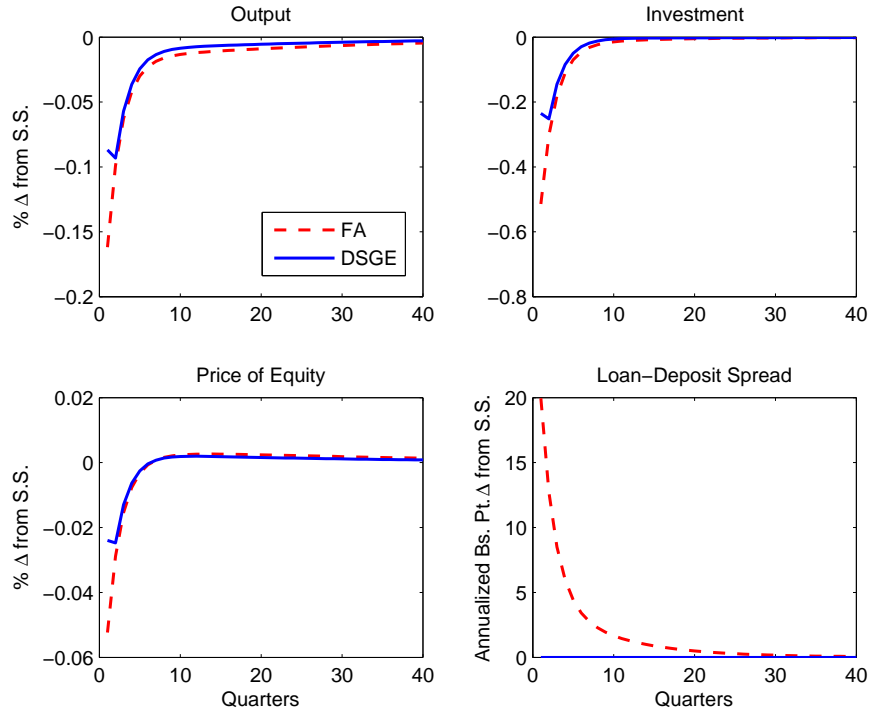 Output
0
−0.05
−0.1
−0.15
−0.2
% Δ from S.S.
0 10 20 30 40
FA
DSGE
Investment
0
−0.2
−0.4
−0.6
−0.8
0 10 20 30 40
Price of Equity
0.02
0
−0.02
−0.04
−0.06
% Δ from S.S.
0 10 20 30 40
Quarters
Loan−Deposit Spread
20
15
10
5
0
Annualized Bs. Pt.Δ from S.S.
0 10 20 30 40
Quarters